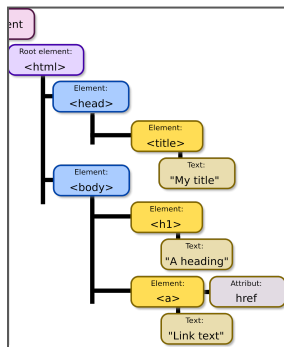 ent
Root element:
<html>
Element:
<head>
Element:
<title>
Text:
"My title"
Element:
<body>
Element:
<h1>
Text:
"A heading"
Element:
<a>
Attribut:
href
Text:
"Link text"